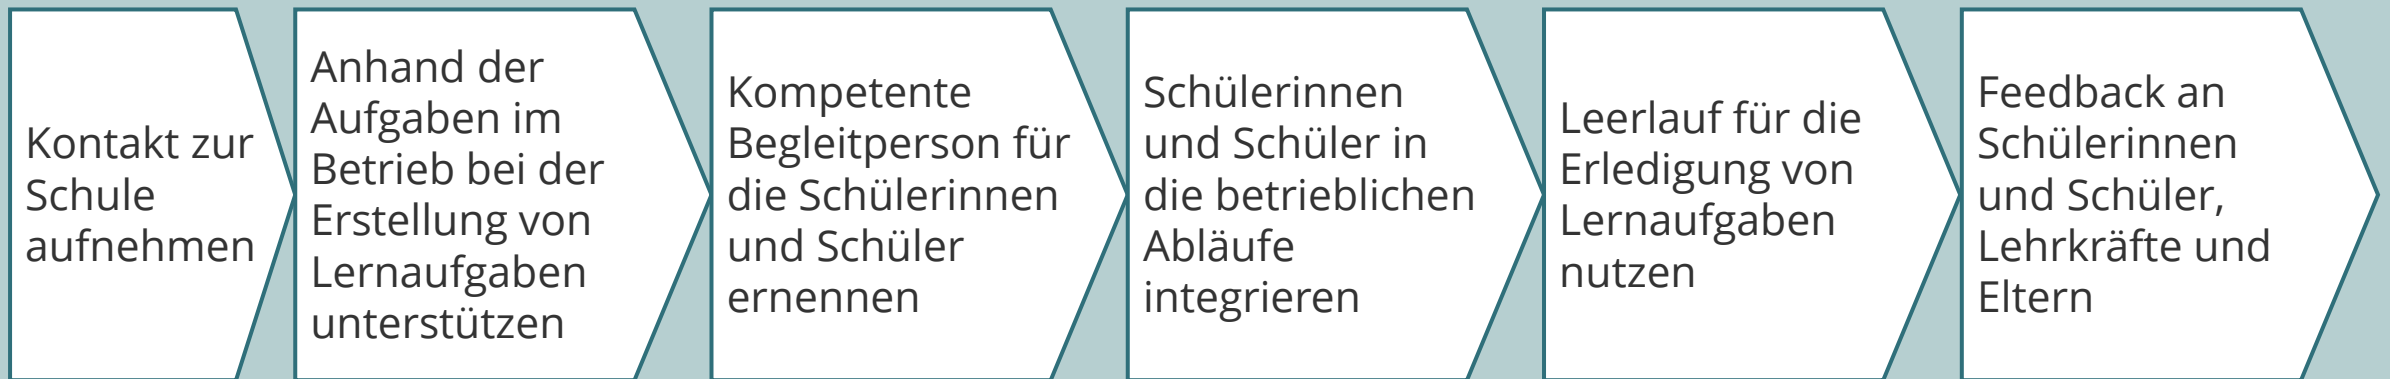 Kontakt zur
Schule
aufnehmen
Anhand der
Aufgaben im
Betrieb bei der
Erstellung von
Lernaufgaben
unterstützen
Kompetente
Begleitperson für
die Schülerinnen
und Schüler
ernennen
Schülerinnen
und Schüler in
die betrieblichen
Abläufe
integrieren
Leerlauf für die
Erledigung von
Lernaufgaben
nutzen
Feedback an
Schülerinnen
und Schüler,
Lehrkräfte und
Eltern